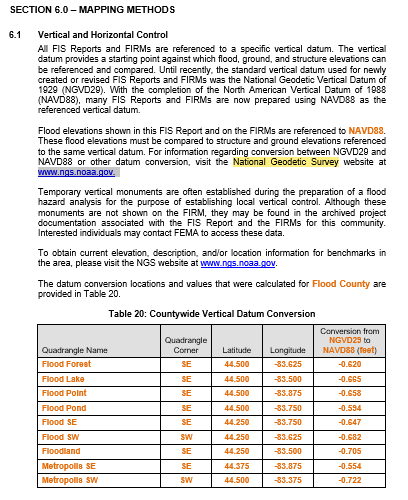 SECTION 6.0 – MAPPING METHODS
6.1 Vertical and Horizontal Control
All FIS Reports and FIRMs are referenced to a specific vertical datum. The vertical
datum provides a starting point against which flood, ground, and structure elevations can
be referenced and compared. Until recently, the standard vertical datum used for newly
created or revised FIS Reports and FIRMs was the National Geodetic Vertical Datum of
1929 (NGVD29). With the completion of the North American Vertical Datum of 1988
(NAVD88), many FIS Reports and FIRMs are now prepared using NAVD88 as the
referenced vertical datum.
Flood elevations shown in this FIS Report and on the FIRMs are referenced to NAVD88.
These flood elevations must be compared to structure and ground elevations referenced
to the same vertical datum. For information regarding conversion between NGVD29 and
NAVD88 or other datum conversion, visit the National Geodetic Survey website at
www.ngs.noaa.gov.
Temporary vertical monuments are often established during the preparation of a flood
hazard analysis for the purpose of establishing local vertical control. Although these
monuments are not shown on the FIRM, they may be found in the archived project
documentation associated with the FIS Report and the FIRMs for this community.
Interested individuals may contact FEMA to access these data.
To obtain current elevation, description, and/or location information for benchmarks in
the area, please visit the NGS website at www.ngs.noaa.gov.
The datum conversion locations and values that were calculated for Flood County are
provided in Table 20.
Table 20: Countywide Vertical Datum Conversion
Quadrangle Name Quadrangle Corner Latitude Longitude Conversion from NGVD29 to NAVD88 (feet)
Flood Forest SE 44.500 -83.625 -0.620
Flood Lake SE 44.500 -83.500 -0.665
Flood Point SE 44.500 -83.875 -0.658
Flood Pond SE 44.500 -83.750 -0.594
Flood SE SE 44.250 -83.750 -0.647
Flood SW SW 44.250 -83.625 -0.682
Floodland SE 44.250 -83.500 -0.705
Metropolis SE SE 44.375 -83.875 -0.554
Metropolis SW SW 44.500 -83.375 -0.722